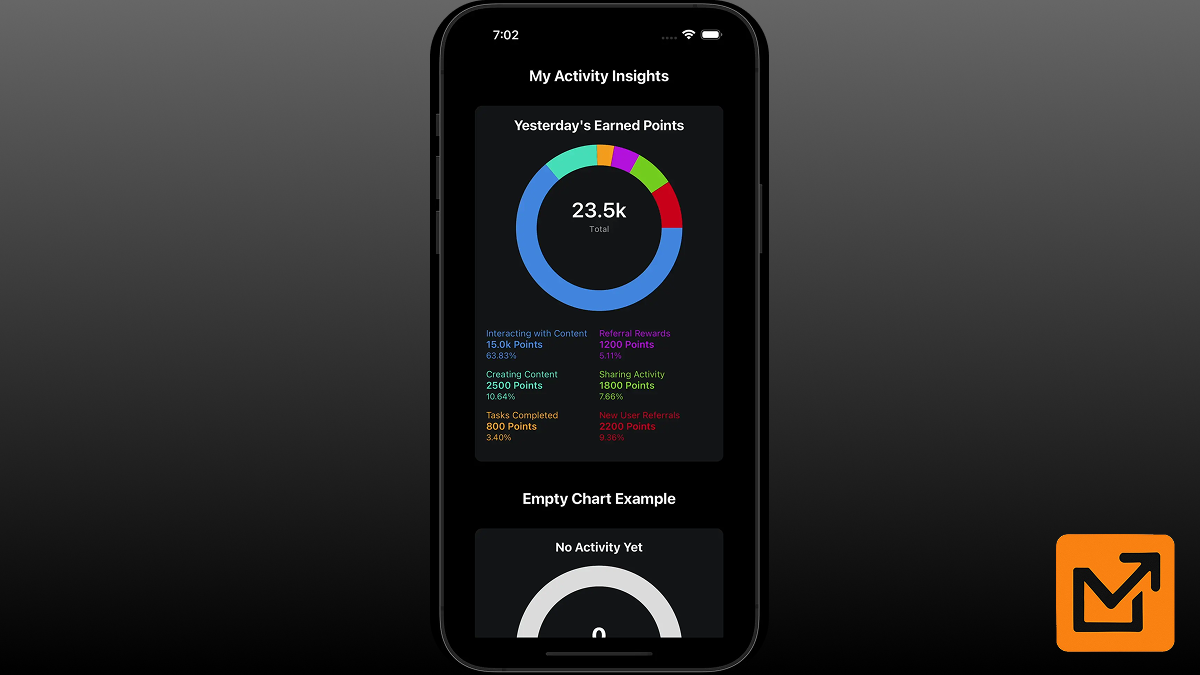 7:02
My Activity Insights
Yesterday's Earned Points
23.5k
Total
Interacting with Content
15.0k Points
63.83%
Referral Rewards
1200 Points
5.11%
Creating Content
2500 Points
10.64%
Sharing Activity
1800 Points
7.66%
Tasks Completed
800 Points
3.40%
New User Referrals
2200 Points
9.36%
Empty Chart Example
No Activity Yet
0